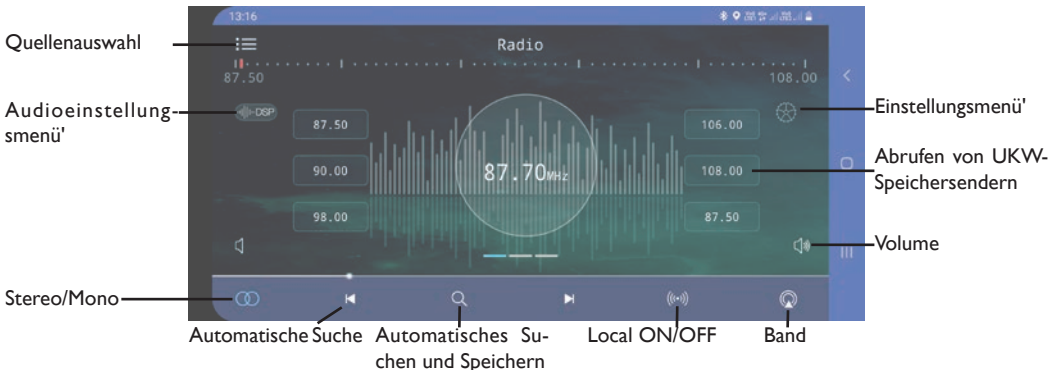 13:16
Quellenauswahl
Radio
87.50
108.00
Audioeinstellung-
smenü'
DSP
Einstellungsmenü'
87.50
106.00
90.00
87.70MHz
108.00
Abrufen von UKW-
Speichersendern
98.00
87.50
Volume
Stereo/Mono
Automatische Suche
Automatisches Su-
chen und Speichern
Local ON/OFF
Band